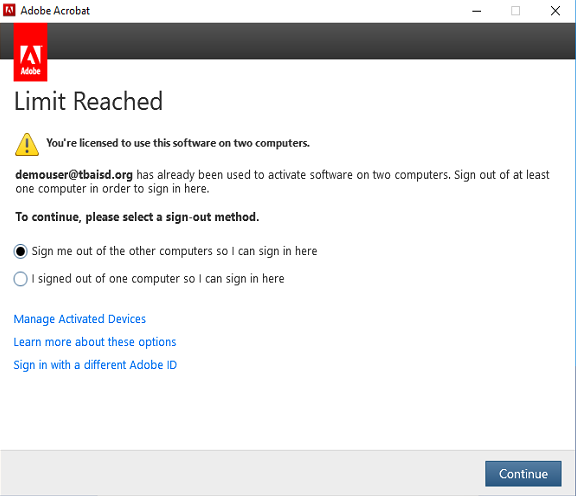 Adobe Acrobat
Adobe
Limit Reached
You're licensed to use this software on two computers.
demouser@tbaisd.org has already been used to activate software on two computers. Sign out of at least
one computer in order to sign in here.
To continue, please select a sign-out method.
Sign me out of the other computers so I can sign in here
I signed out of one computer so I can sign in here
Manage Activated Devices
Learn more about these options
Sign in with a different Adobe ID
Continue